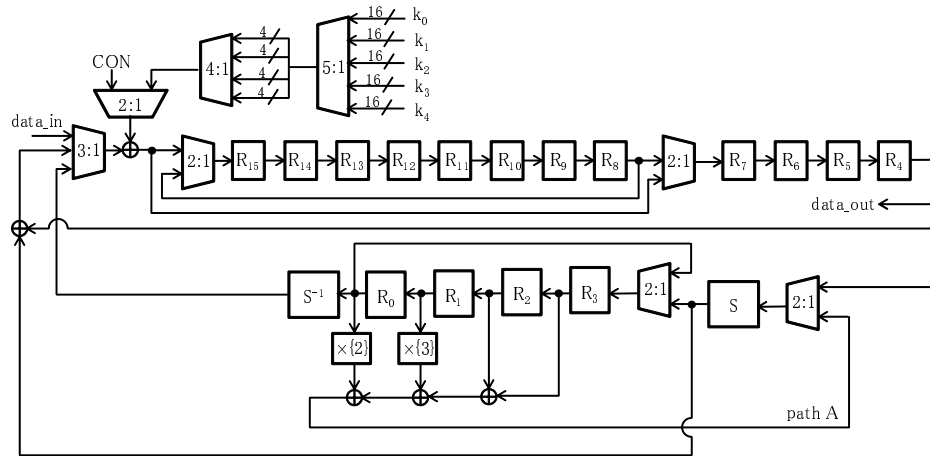 16 k₀
16 k₁
16 k₂
16 k₃
16 k₄
5:1
4
4
4
4
4:1
CON
2:1
data_in
3:1
2:1
R₁₅
R₁₄
R₁₃
R₁₂
R₁₁
R₁₀
R₉
R₈
2:1
R₇
R₆
R₅
R₄
data_out
S⁻¹
R₀
R₁
R₂
R₃
2:1
S
2:1
×{2}
×{3}
path A